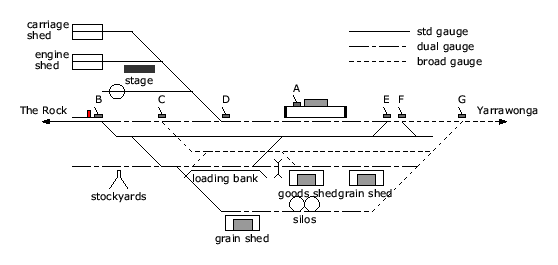 carriage
shed
std gauge
dual gauge
broad gauge
engine
shed
stage
A
The Rock
B
C
D
E
F
G
Yarrawonga
loading bank
stockyards
goods shed
grain shed
silos
grain shed